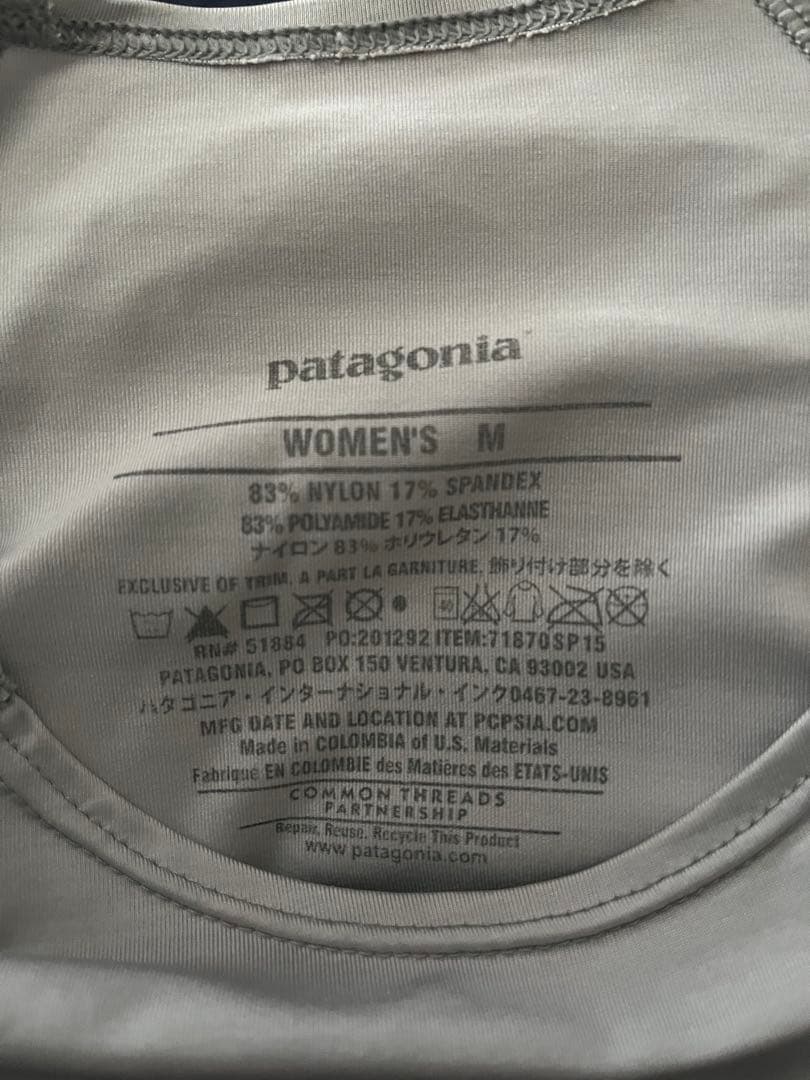 patagonia
WOMEN'S M
83% NYLON 17% SPANDEX
83% POLYAMIDE 17% ELASTHANNE
ナイロン 83% ホリウレタン 17%
EXCLUSIVE OF TRIM. A PART LA GARNITURE. 飾り付け部分を除く
40
RN# 51884 PO:201292 ITEM:71870SP15
PATAGONIA, PO BOX 150 VENTURA, CA 93002 USA
ハタゴニア・インターナショナル・インク0467-23-8961
MFG DATE AND LOCATION AT PCPSIA.COM
Made in COLOMBIA of U.S. Materials
Fabriqué EN COLOMBIE des Matières des ETATS-UNIS
COMMON THREADS
PARTNERSHIP
Repair, Reuse, Recycle This Product
www.patagonia.com